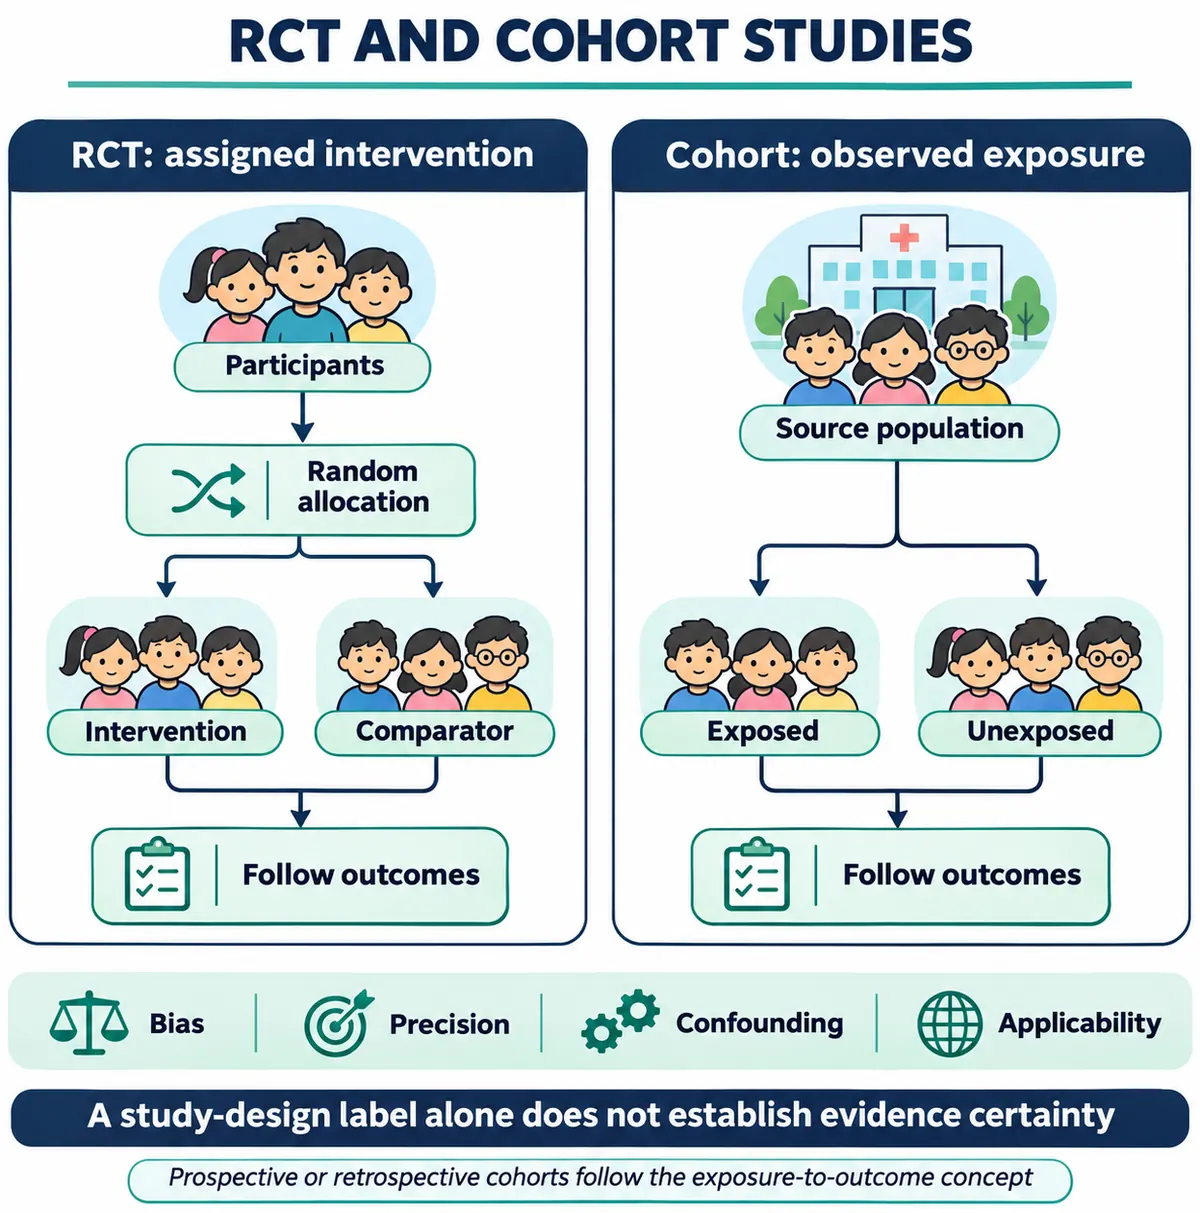 RCT AND COHORT STUDIES
RCT: assigned intervention
Participants
Random
allocation
Intervention
Comparator
Follow outcomes
Cohort: observed exposure
Source population
Exposed
Unexposed
Follow outcomes
Bias
Precision
Confounding
Applicability
A study-design label alone does not establish evidence certainty
Prospective or retrospective cohorts follow the exposure-to-outcome concept